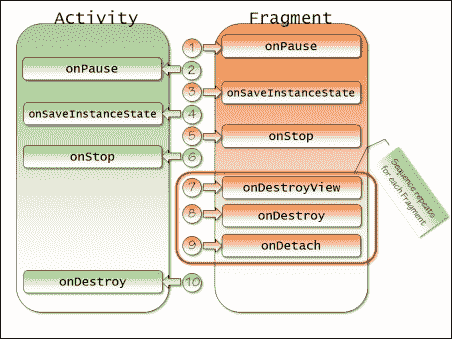 Activity
Fragment
1
onPause
onPause
2
3
onSaveInstanceState
onSaveInstanceState
4
5
onStop
onStop
6
7
onDestroyView
8
onDestroy
9
onDetach
onDestroy
10
Sequence repeats
for each Fragment